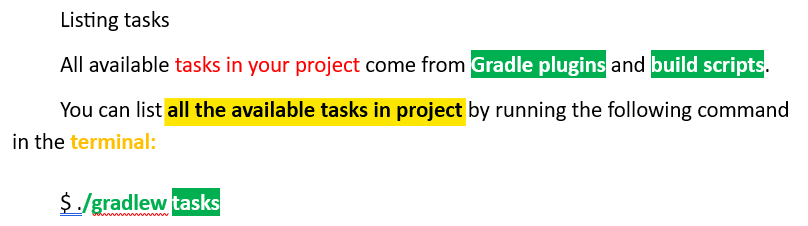 Listing tasks
All available tasks in your project come from Gradle plugins and build scripts.
You can list all the available tasks in project by running the following command
in the terminal:
$ ./gradlew tasks